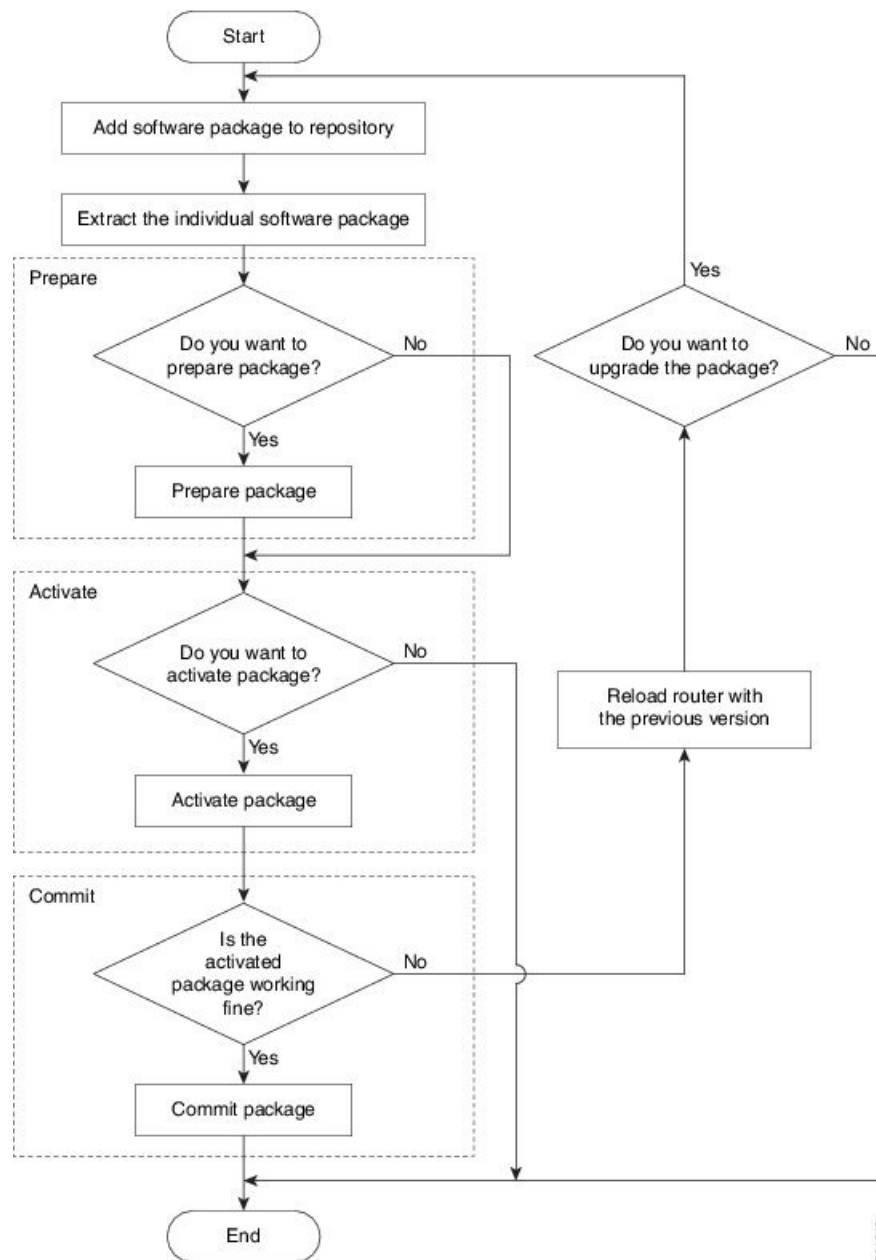 Start
Add software package to repository
Extract the individual software package
Prepare
Do you want to
prepare package?
No
Yes
Prepare package
Activate
Do you want to
activate package?
No
Yes
Activate package
Commit
Is the
activated
package working
fine?
No
Yes
Commit package
End
Reload router with
the previous version
Do you want to
upgrade the package?
Yes
No